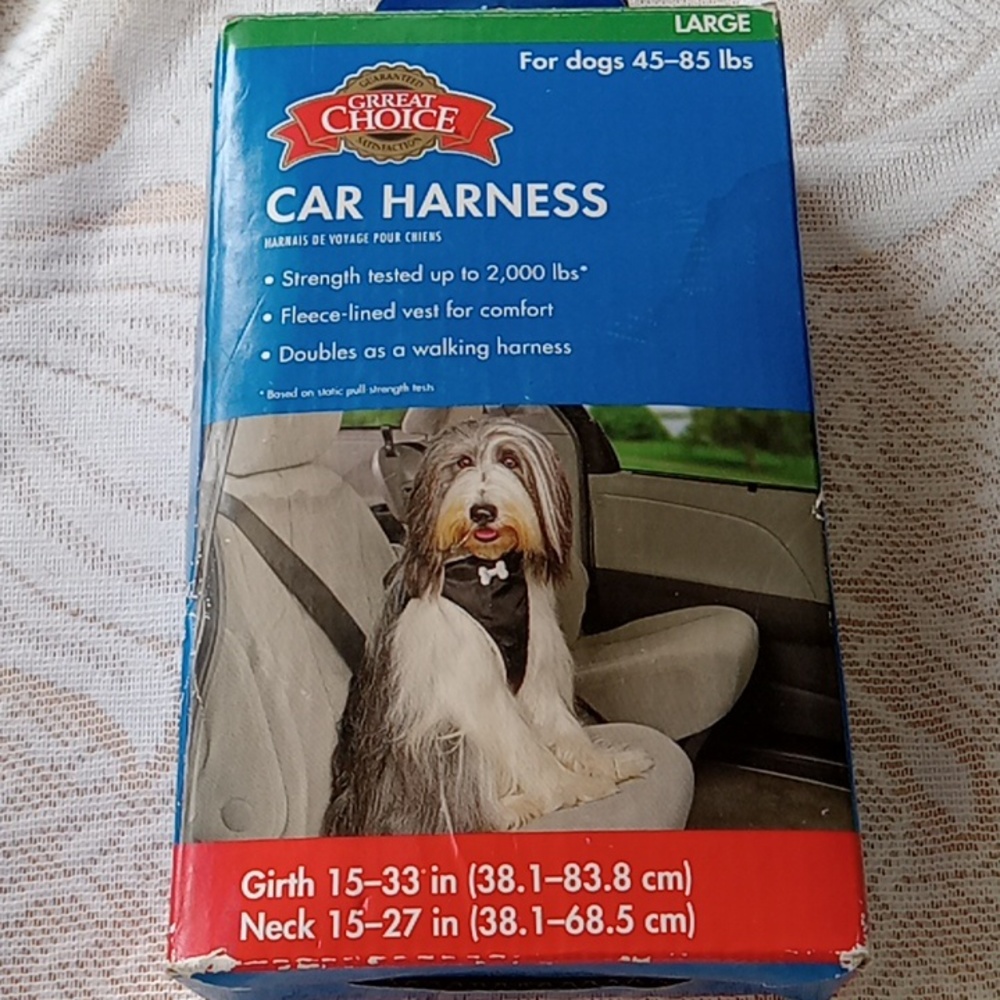 LARGE
For dogs 45–85 lbs
GUARANTEED
GRREAT
CHOICE
SATISFACTION
CAR HARNESS
HARNAIS DE VOYAGE POUR CHIENS
• Strength tested up to 2,000 lbs*
• Fleece-lined vest for comfort
• Doubles as a walking harness
* Based on static pull strength tests
Girth 15–33 in (38.1–83.8 cm)
Neck 15–27 in (38.1–68.5 cm)